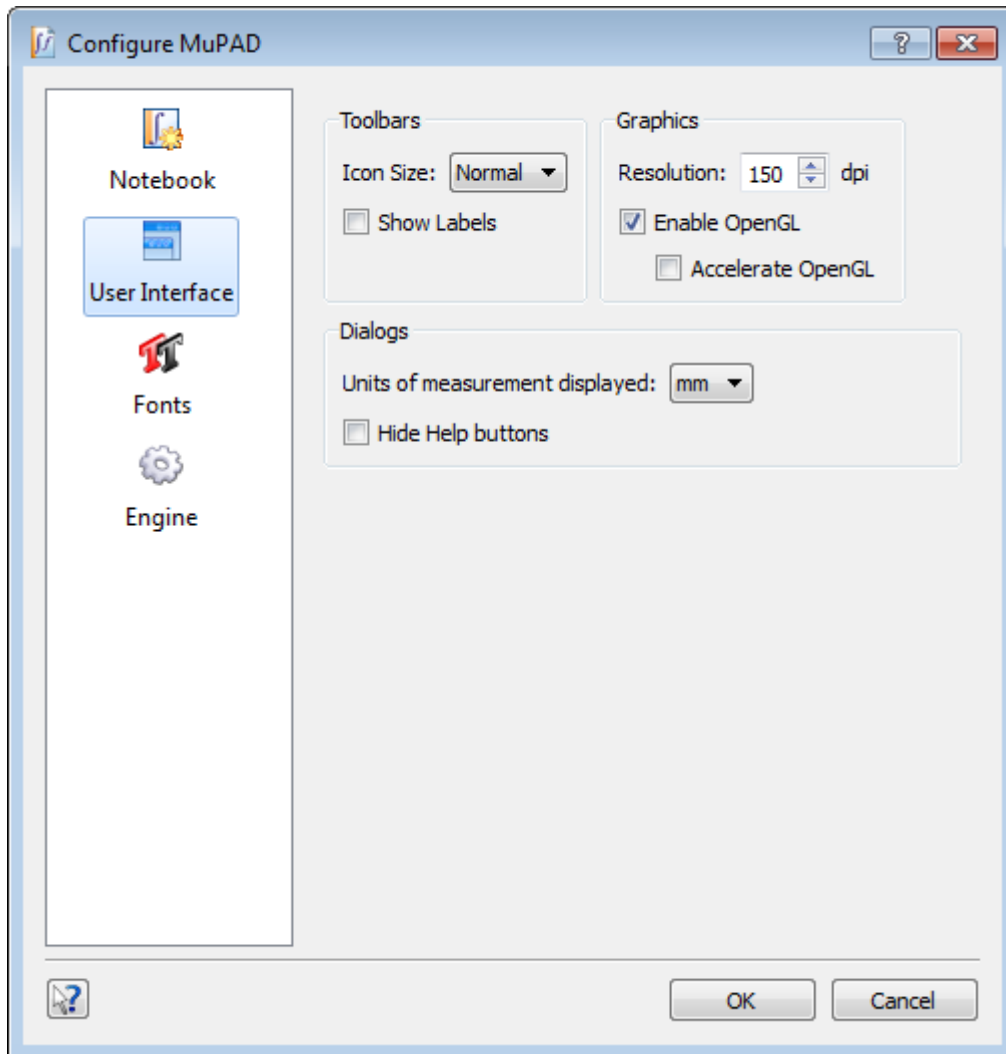 Configure MuPAD
Notebook
User Interface
Fonts
Engine
Toolbars
Icon Size: Normal
Show Labels
Graphics
Resolution: 150 dpi
Enable OpenGL
Accelerate OpenGL
Dialogs
Units of measurement displayed: mm
Hide Help buttons
OK Cancel